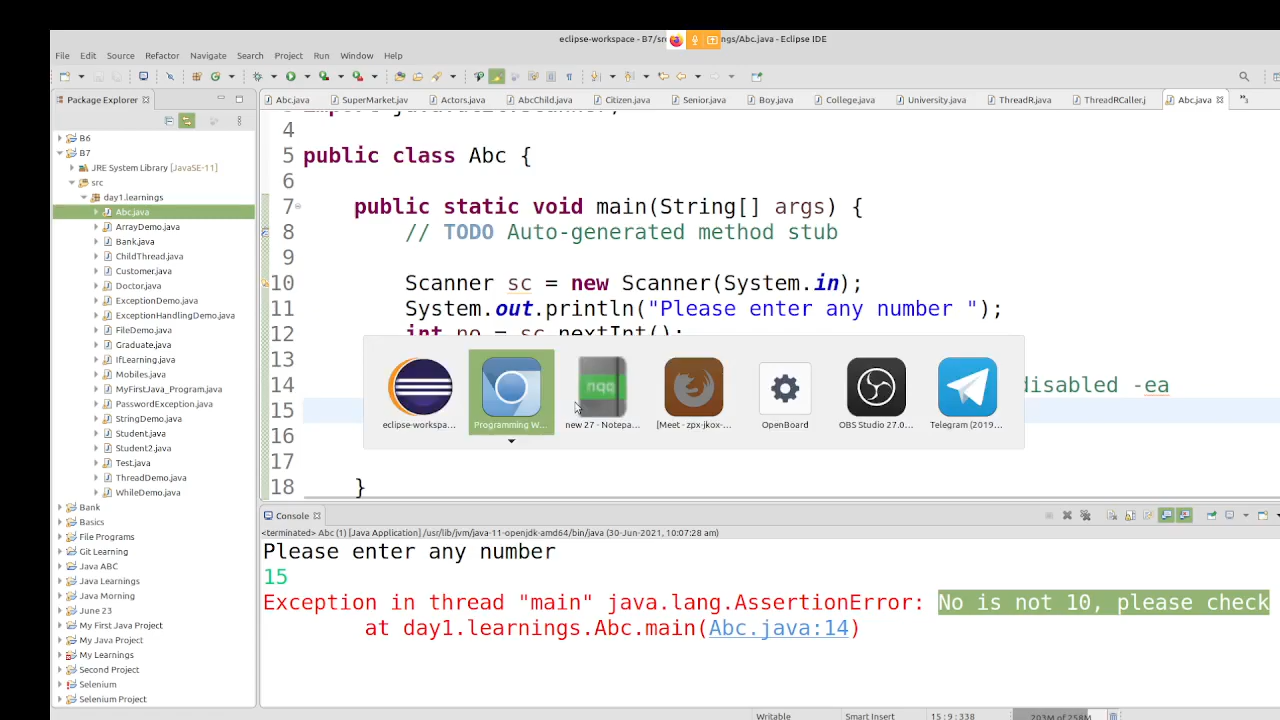 eclipse-workspace - B7/src ngs/Abc.java - Eclipse IDE
File Edit Source Refactor Navigate Search Project Run Window Help
Package Explorer
Abc.java SuperMarket.jav Actors.java AbcChild.java Citizen.java Senior.java Boy.java College.java University.java ThreadR.java ThreadRCaller.j Abc.java
B6
B7
JRE System Library [JavaSE-11]
src
day1.learnings
Abc.java
ArrayDemo.java
Bank.java
ChildThread.java
Customer.java
Doctor.java
ExceptionDemo.java
ExceptionHandlingDemo.java
FileDemo.java
Graduate.java
IfLearning.java
Mobiles.java
MyFirstJava_Program.java
PasswordException.java
StringDemo.java
Student.java
Student2.java
Test.java
ThreadDemo.java
WhileDemo.java
Bank
Basics
File Programs
Git Learning
Java ABC
Java Learnings
Java Morning
June 23
My First Java Project
My Java Project
My Learnings
Second Project
Selenium
Selenium Project
4
5 public class Abc {
6
7 public static void main(String[] args) {
8 // TODO Auto-generated method stub
9
10 Scanner sc = new Scanner(System.in);
11 System.out.println("Please enter any number ");
12 int no = sc.nextInt();
13
14 disabled -ea
15
16
17
18 }
eclipse-workspa... Programming W... new 27 - Notepa... [Meet - zpx-jkox-... OpenBoard OBS Studio 27.0... Telegram (2019...
nqq
Console
<terminated> Abc (1) [Java Application] /usr/lib/jvm/java-11-openjdk-amd64/bin/java (30-Jun-2021, 10:07:28 am)
Please enter any number
15
Exception in thread "main" java.lang.AssertionError: No is not 10, please check
at day1.learnings.Abc.main(Abc.java:14)
Writable Smart Insert 15:9:338 203M of 258M